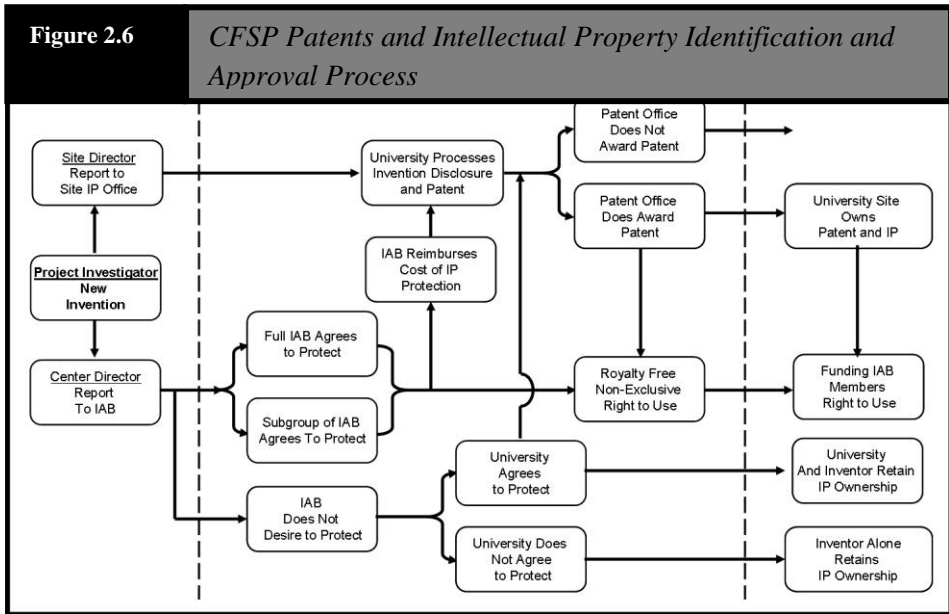 Figure 2.6
CFSP Patents and Intellectual Property Identification and
Approval Process
Patent Office
Does Not
Award Patent
Site Director
Report to
Site IP Office
University Processes
Invention Disclosure
and Patent
Patent Office
Does Award
Patent
University Site
Owns
Patent and IP
Project Investigator
New
Invention
IAB Reimburses
Cost of IP
Protection
Full IAB Agrees
to Protect
Center Director
Report
To IAB
Royalty Free
Non-Exclusive
Right to Use
Funding IAB
Members
Right to Use
Subgroup of IAB
Agrees To Protect
University
Agrees
to Protect
University
And Inventor Retain
IP Ownership
IAB
Does Not
Desire to Protect
University Does
Not Agree
to Protect
Inventor Alone
Retains
IP Ownership